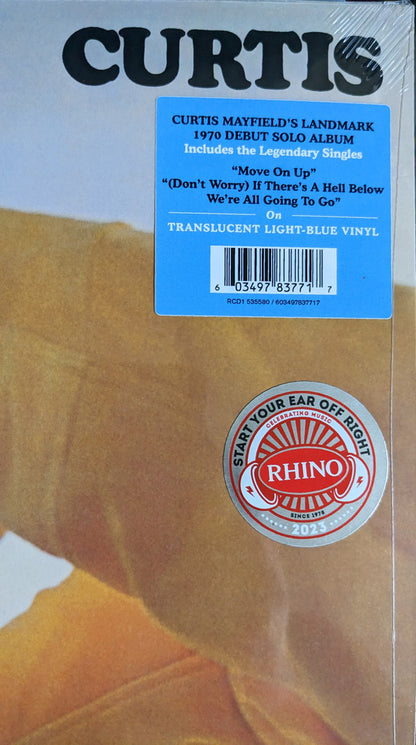 CURTIS
CURTIS MAYFIELD'S LANDMARK
1970 DEBUT SOLO ALBUM
Includes the Legendary Singles
“Move On Up”
“(Don't Worry) If There's A Hell Below
We're All Going To Go”
On
TRANSLUCENT LIGHT-BLUE VINYL
6 03497 83771 7
RCD1 535580 / 603497837717
START YOUR EAR OFF RIGHT
CELEBRATING MUSIC
RHINO
SINCE 1978
2023